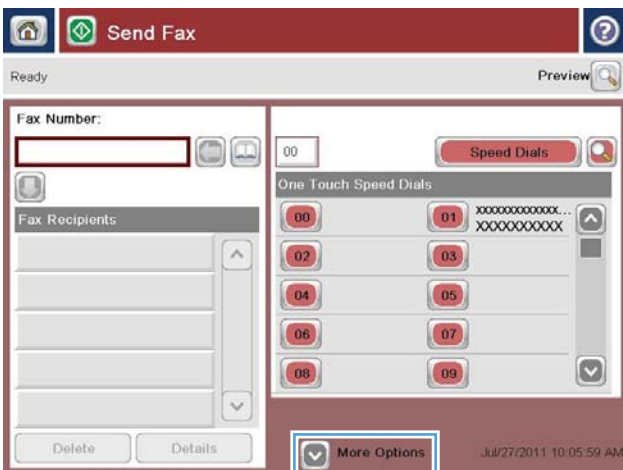 Send Fax
?
Ready
Preview
Fax Number:
00
Speed Dials
One Touch Speed Dials
Fax Recipients
00
01 XXXXXXXXXXXXX...
XXXXXXXXXX
02
03
04
05
06
07
08
09
Delete
Details
More Options
Jul/27/2011 10:05:59 AM